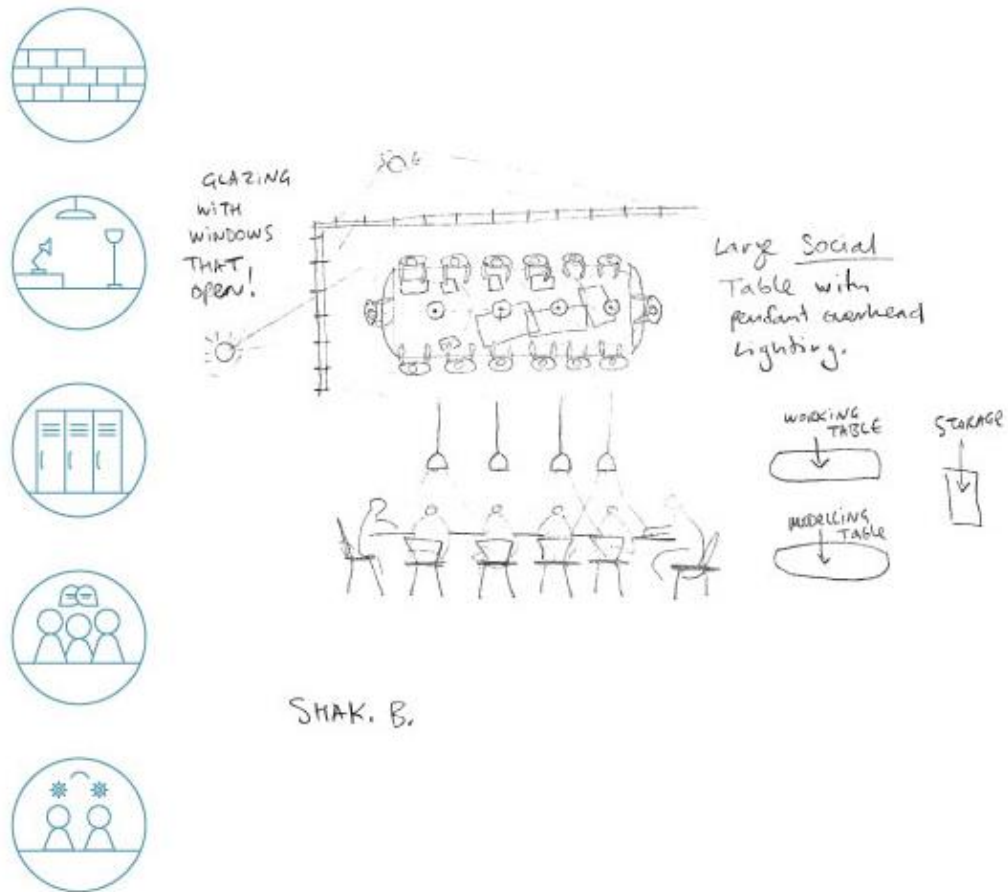 GLAZING
WITH
WINDOWS
THAT
OPEN!
Large Social
Table with
pendant overhead
Lighting.
WORKING
TABLE
STORAGE
MODELLING
TABLE
SHAK. B.